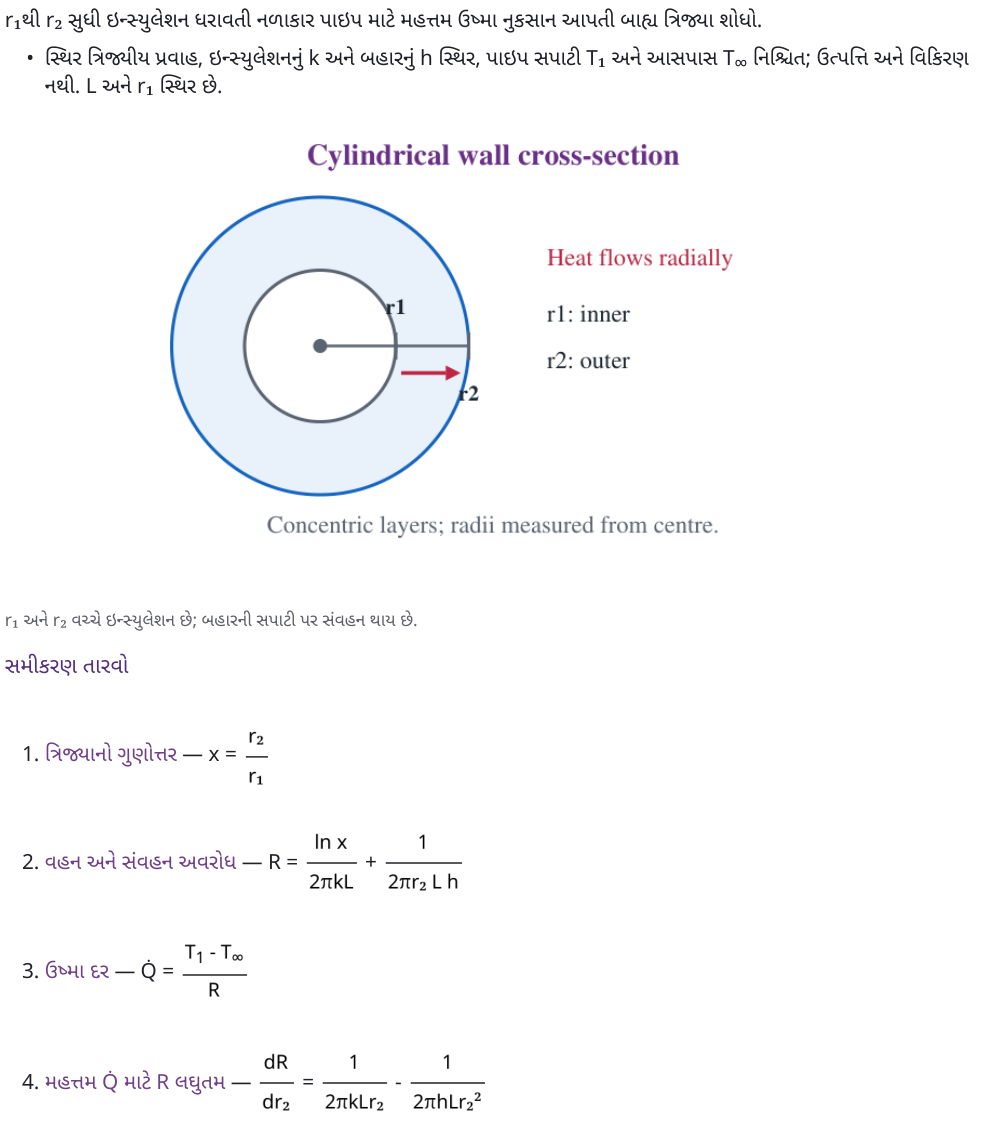 r₁થી r₂ સુધી ઇન્સ્યુલેશન ધરાવતી નળાકાર પાઇપ માટે મહત્તમ ઉષ્મા નુકસાન આપતી બાહ્ય ત્રિજ્યા શોધો.
• સ્થિર ત્રિજ્યીય પ્રવાહ, ઇન્સ્યુલેશનનું k અને બહારનું h સ્થિર, પાઇપ સપાટી T₁ અને આસપાસ T∞ નિશ્ચિત; ઉત્પત્તિ અને વિકિરણ
નથી. L અને r₁ સ્થિર છે.
Cylindrical wall cross-section
Heat flows radially
r1
r1: inner
r2: outer
r2
Concentric layers; radii measured from centre.
r₁ અને r₂ વચ્ચે ઇન્સ્યુલેશન છે; બહારની સપાટી પર સંવહન થાય છે.
સમીકરણ તારવો
1. ત્રિજ્યાનો ગુણોત્તર — x = r₂ / r₁
2. વહન અને સંવહન અવરોધ — R = ln x / 2πkL + 1 / 2πr₂ L h
3. ઉષ્મા દર — Q̇ = T₁ - T∞ / R
4. મહત્તમ Q̇ માટે R લઘુતમ — dR / dr₂ = 1 / 2πkLr₂ - 1 / 2πhLr₂²